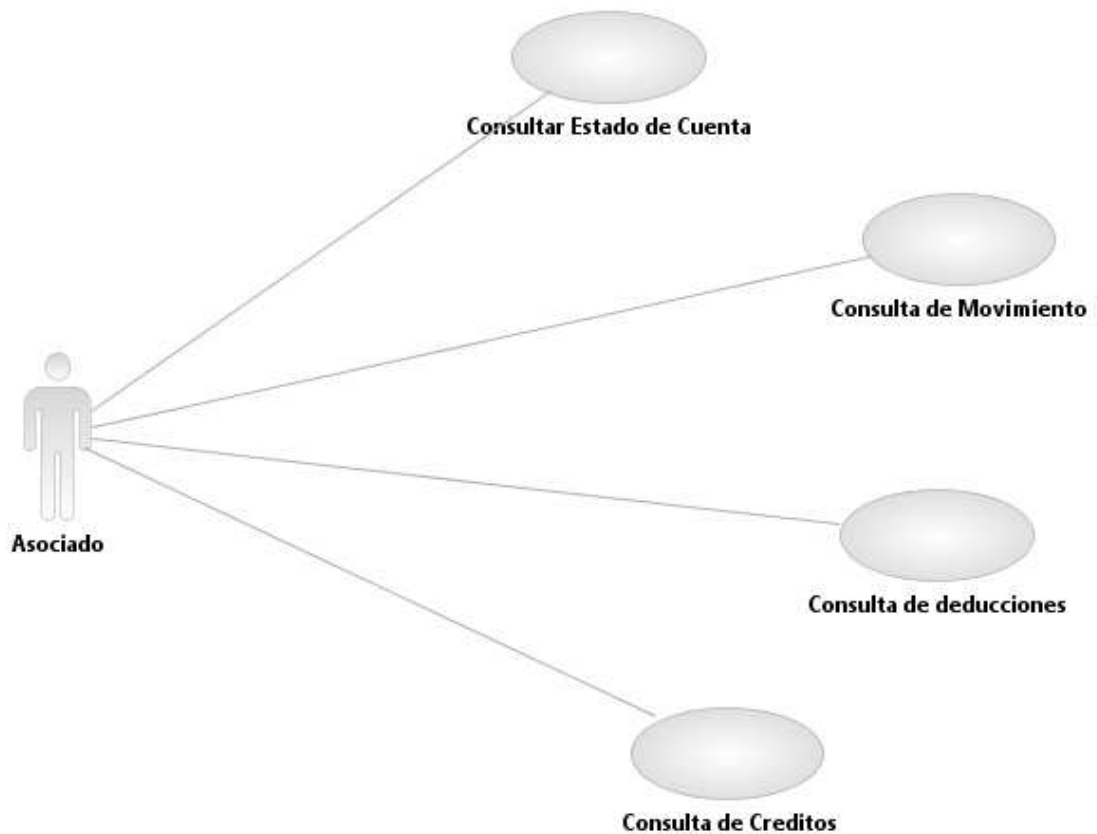 Consultar Estado de Cuenta
Consulta de Movimiento
Asociado
Consulta de deducciones
Consulta de Creditos